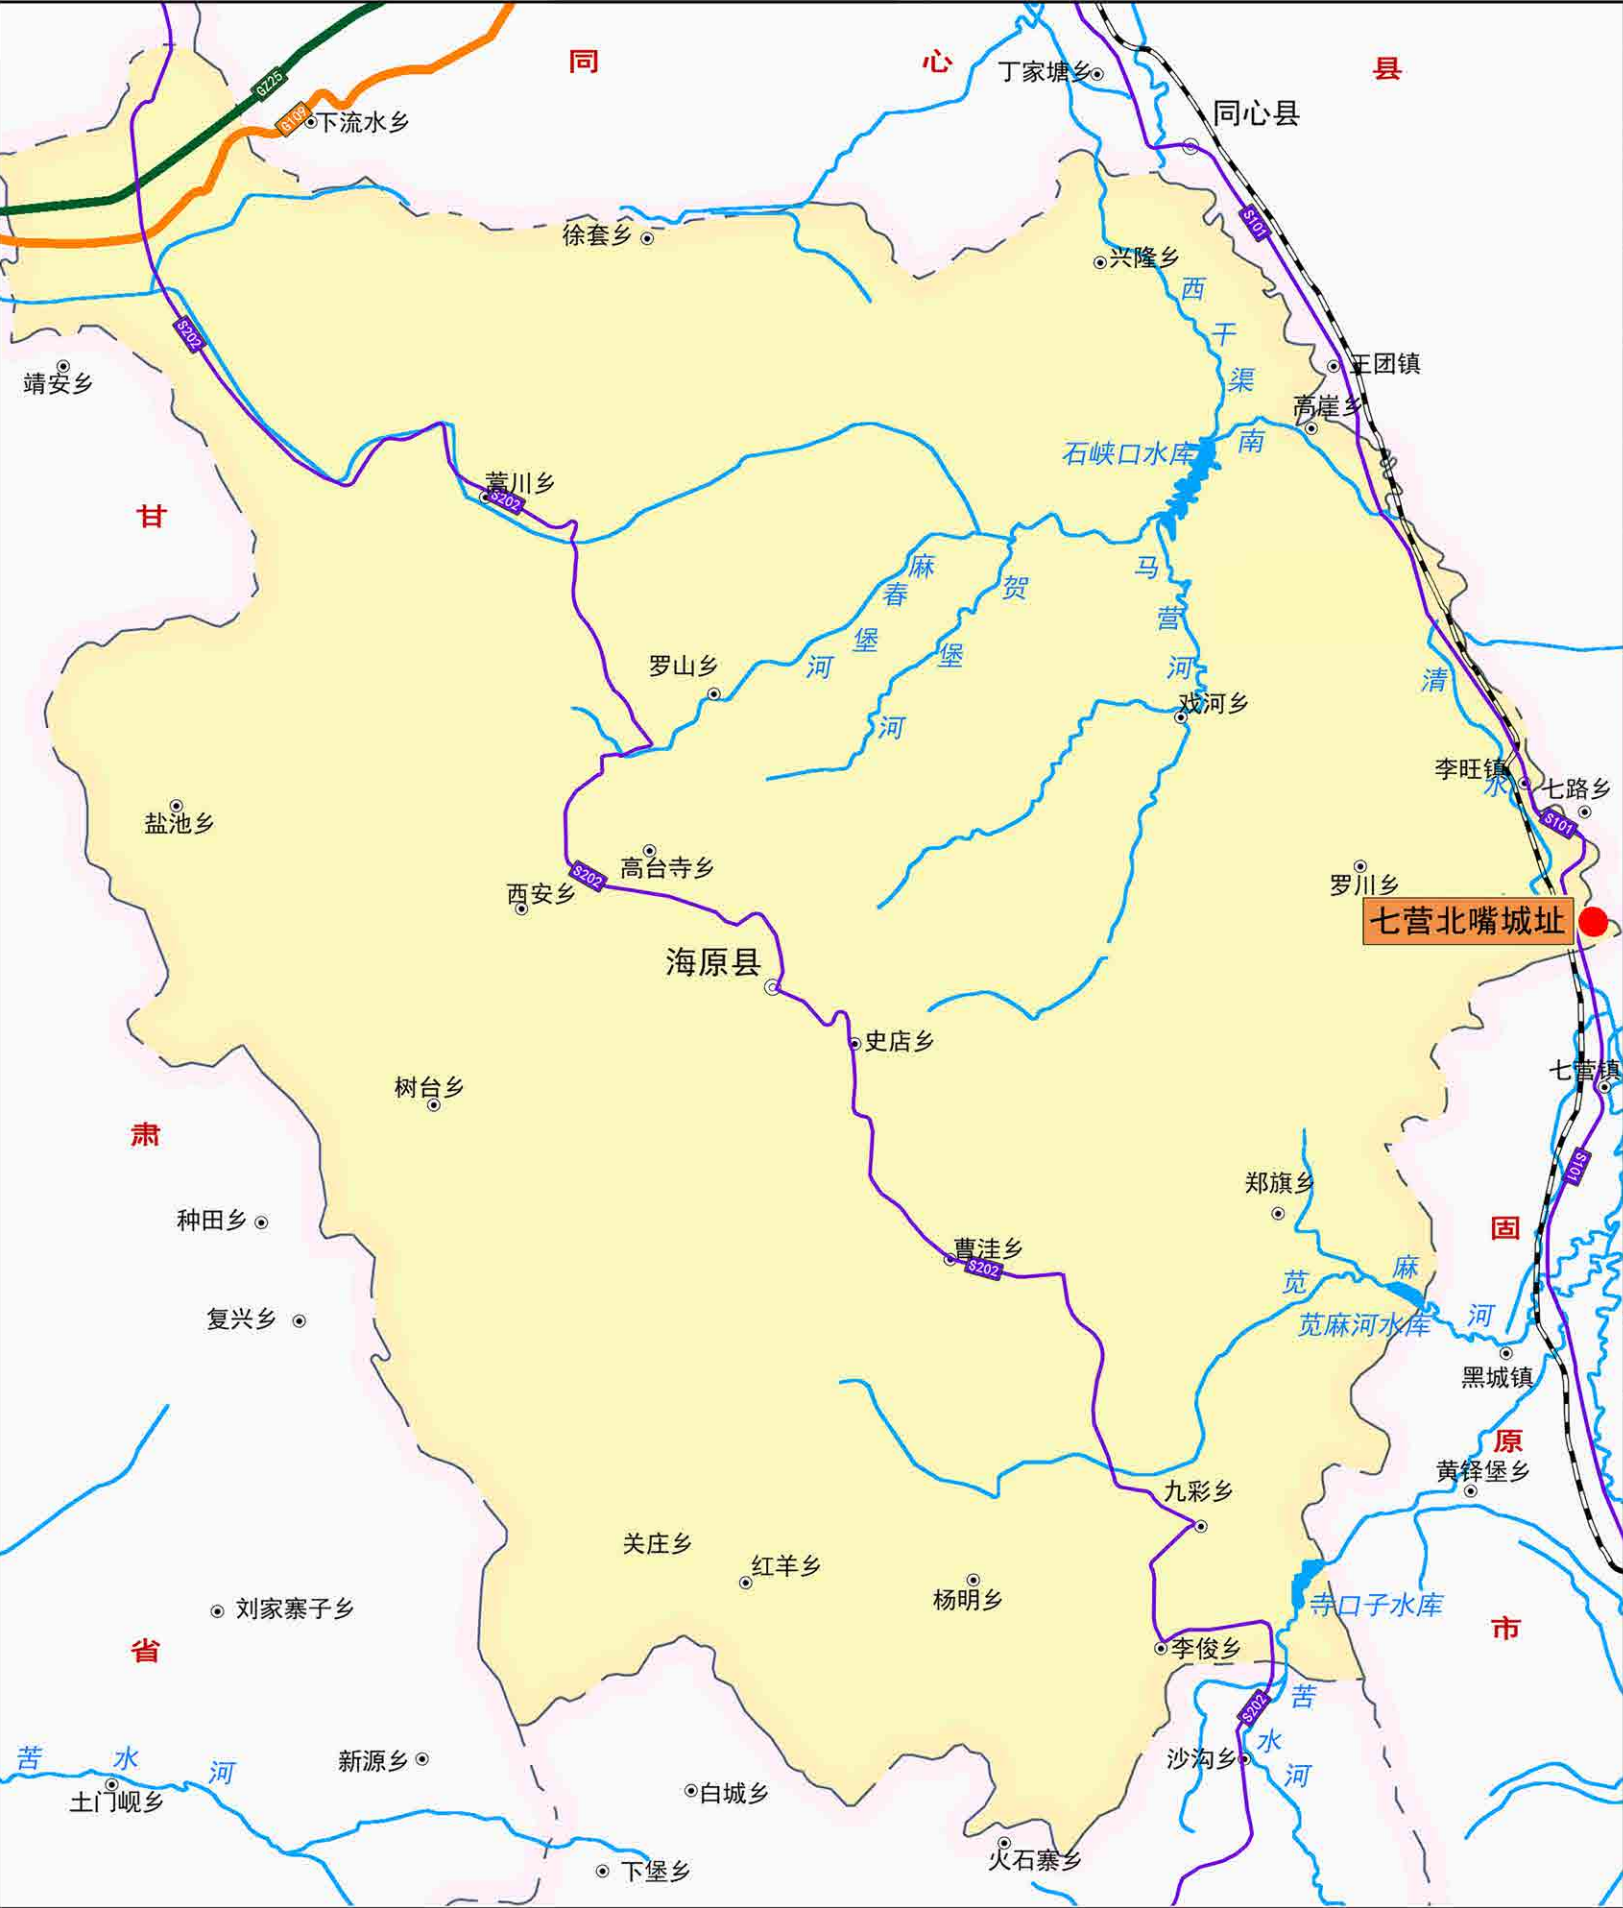 同 心 县
丁家塘乡
GZ25
G109
下流水乡
同心县
S101
徐套乡
兴隆乡
西干渠
S202
靖安乡
王团镇
高崖乡
南
石峡口水库
蒿川乡
S202
甘
麻春堡河
贺堡河
马营河
清水
罗山乡
戏河乡
李旺镇
七路乡
S101
盐池乡
高台寺乡
S202
西安乡
罗川乡
七营北嘴城址
海原县
史店乡
七营镇
树台乡
肃
S101
郑旗乡
种田乡
固
曹洼乡
S202
苋麻河
复兴乡
苋麻河水库
黑城镇
原
黄铎堡乡
九彩乡
关庄乡
红羊乡
杨明乡
寺口子水库
刘家寨子乡
市
省
李俊乡
苦水河
S202
新源乡
沙沟乡
苦水河
土门岘乡
白城乡
火石寨乡
下堡乡